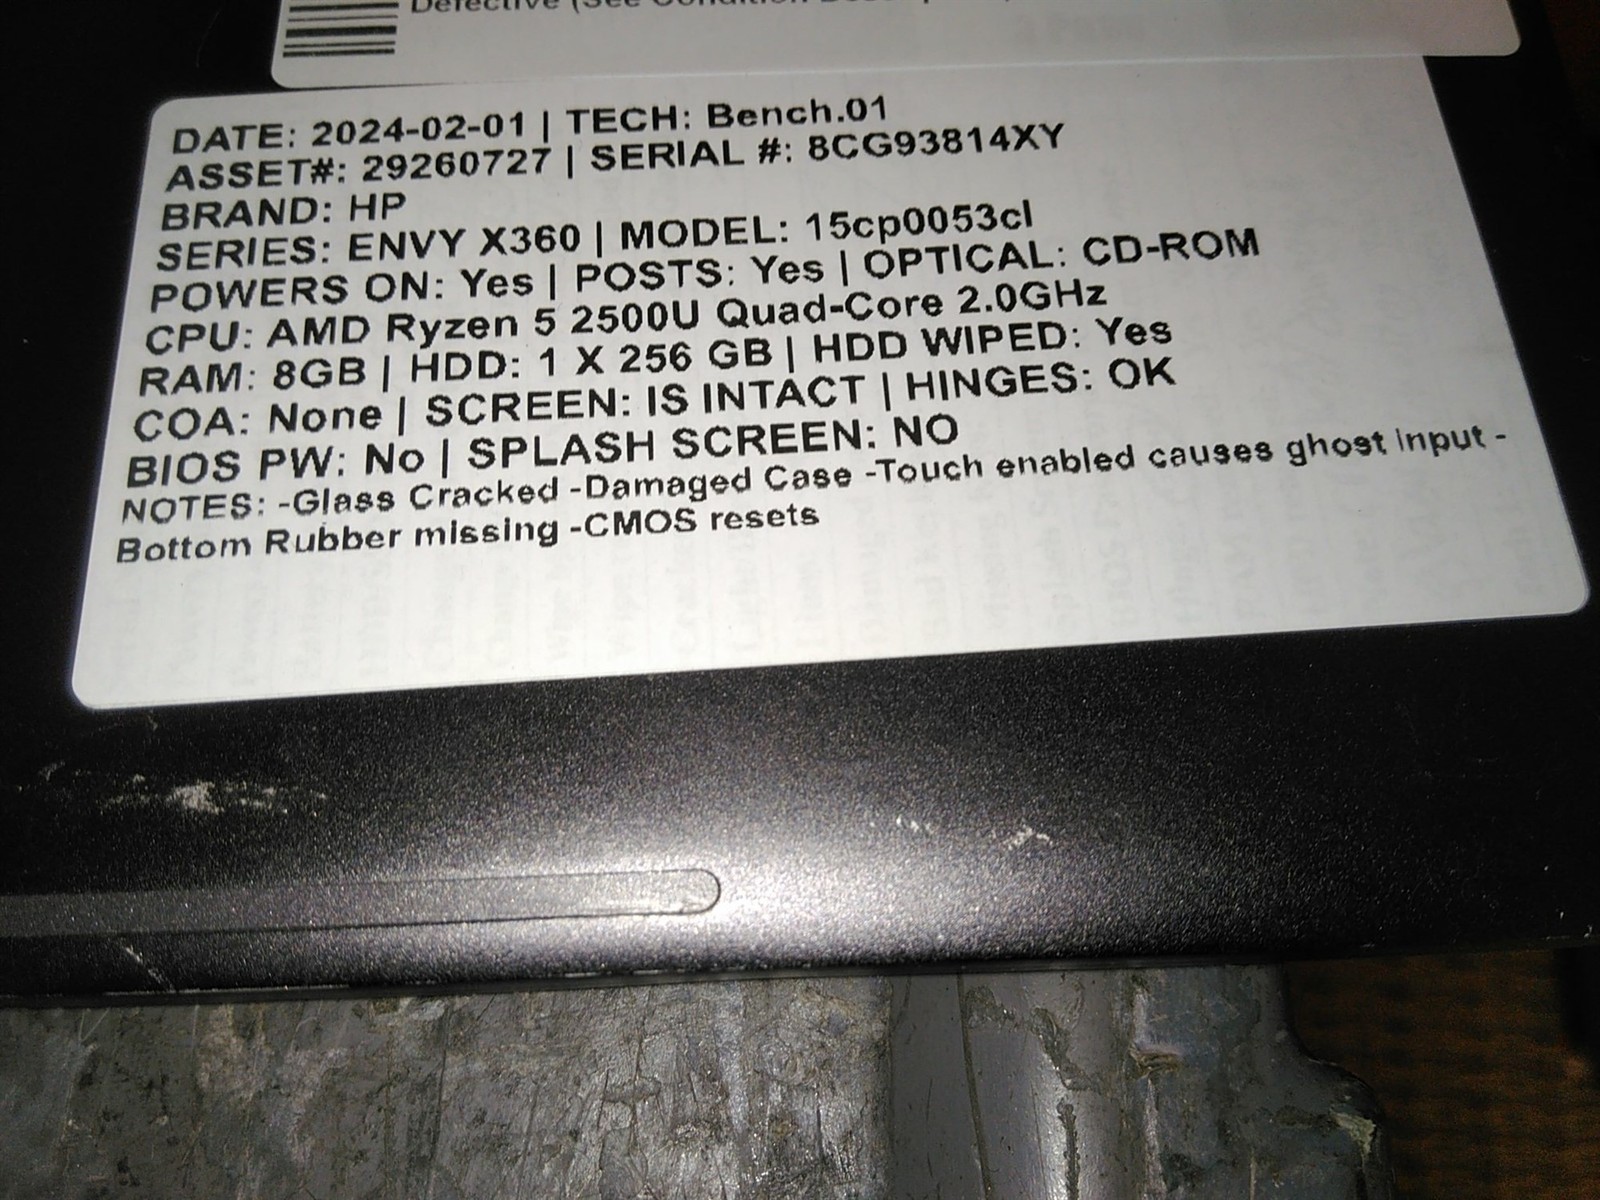 Defective (See Condition
DATE: 2024-02-01 | TECH: Bench.01
ASSET#: 29260727 | SERIAL #: 8CG93814XY
BRAND: HP
SERIES: ENVY X360 | MODEL: 15cp0053cl
POWERS ON: Yes | POSTS: Yes | OPTICAL: CD-ROM
CPU: AMD Ryzen 5 2500U Quad-Core 2.0GHz
RAM: 8GB | HDD: 1 X 256 GB | HDD WIPED: Yes
COA: None | SCREEN: IS INTACT | HINGES: OK
BIOS PW: No | SPLASH SCREEN: NO
NOTES: -Glass Cracked -Damaged Case -Touch enabled causes ghost input -
Bottom Rubber missing -CMOS resets